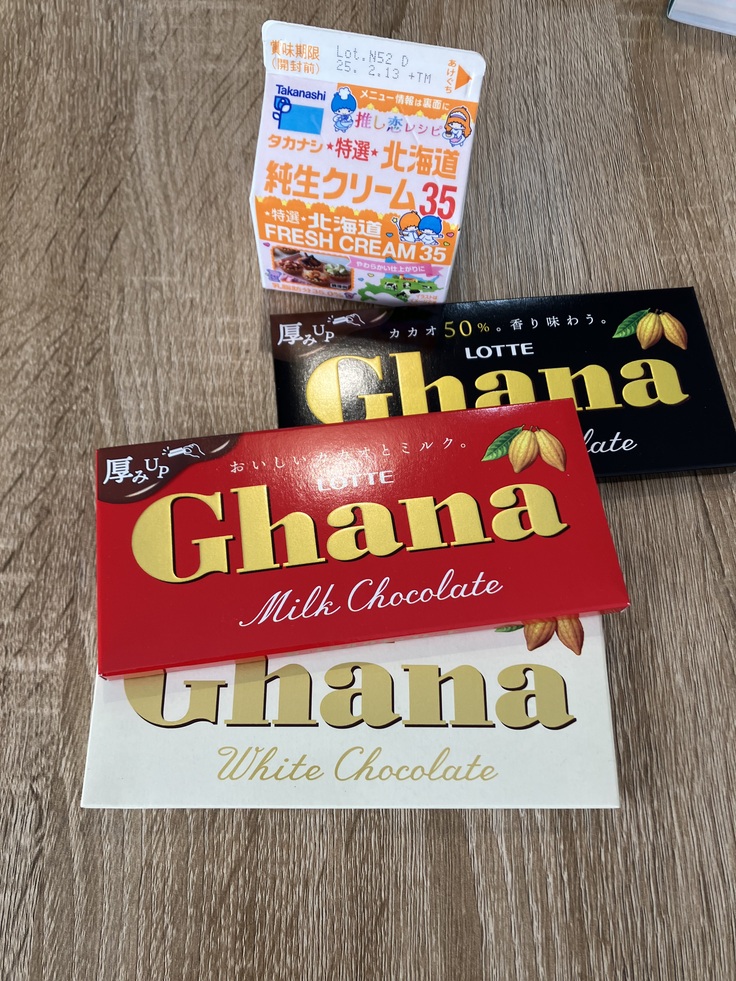 賞味期限
(開封前)
Lot.N52 D
25. 2.13 +TM
あけぐち
Takanashi
メニュー情報は裏面に
推し恋レシピ
タカナシ ★特選★ 北海道
純生クリーム35
・特選・北海道
FRESH CREAM 35
やわらかい仕上がりに
厚みUP
カカオ50%。香り味わう。
LOTTE
Ghana
late
厚みUP
おいしいカカオとミルク。
LOTTE
Ghana
Milk Chocolate
Ghana
White Chocolate